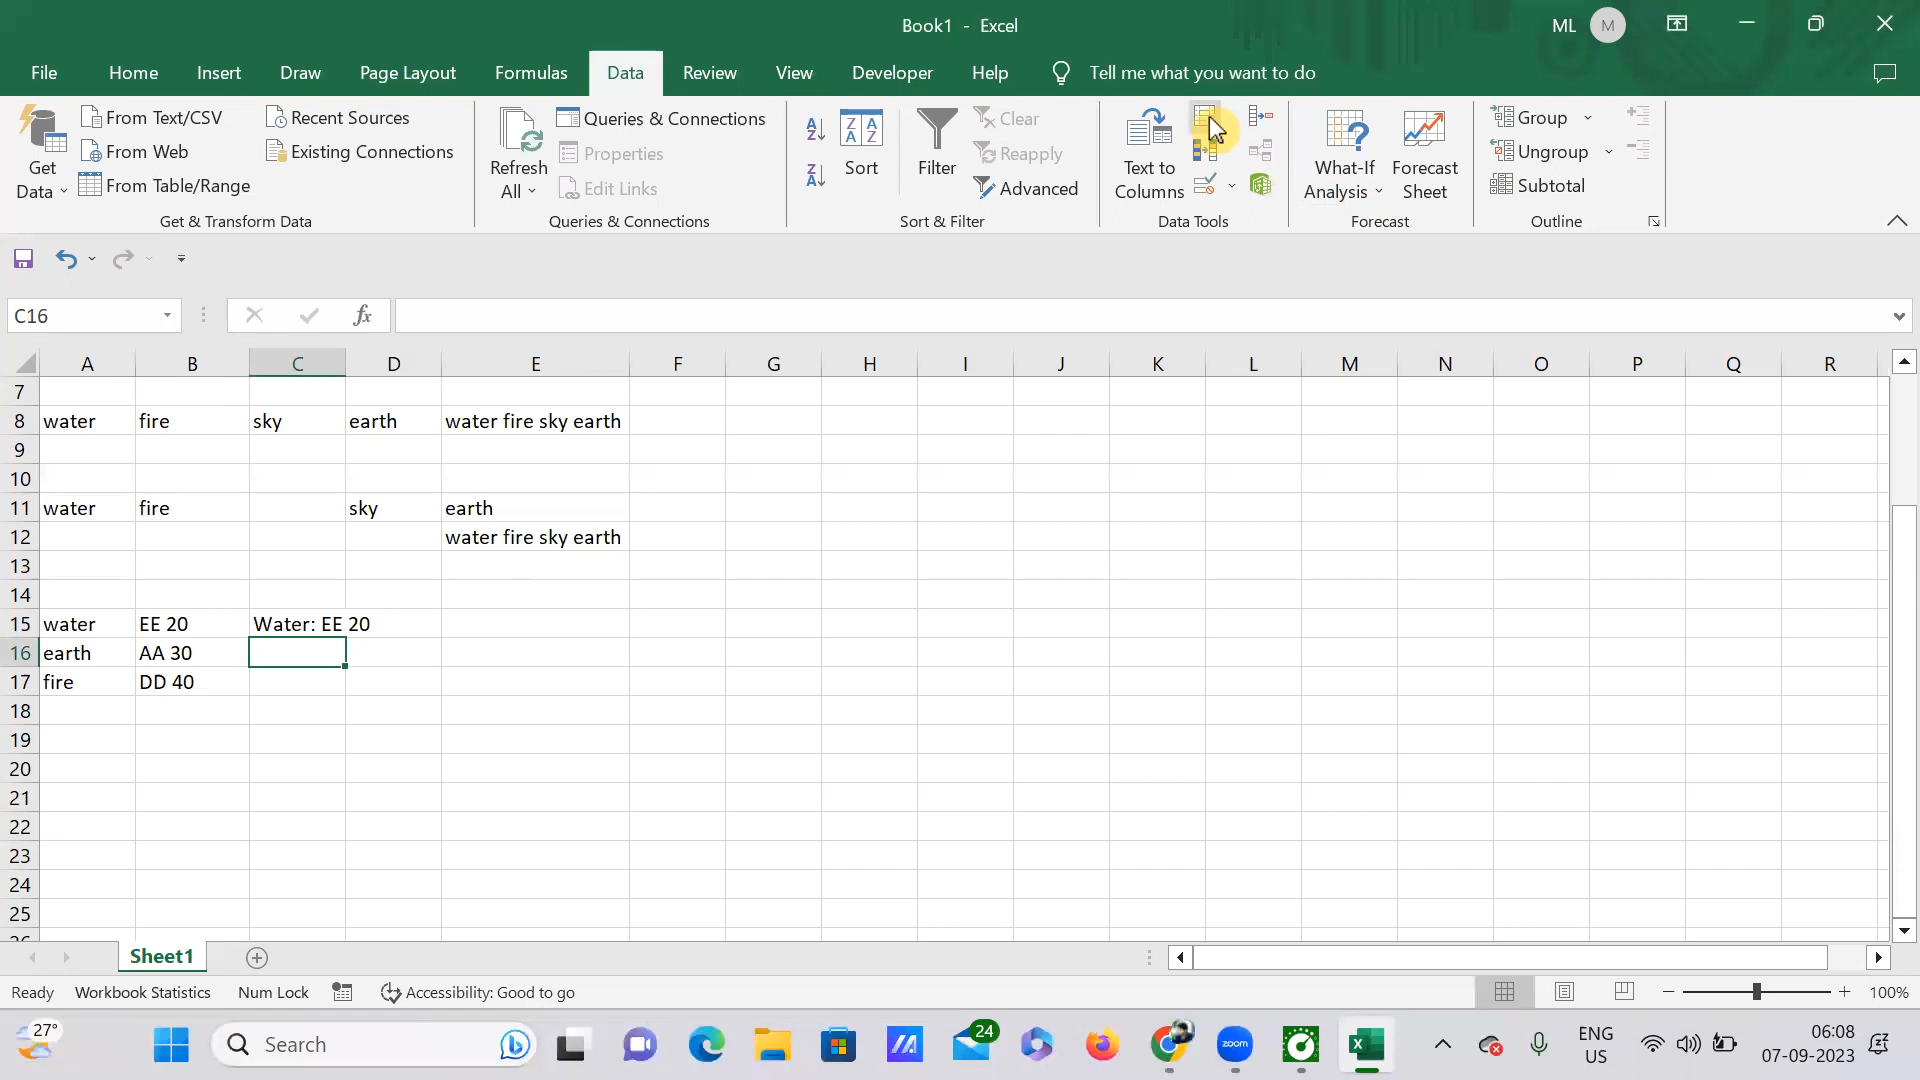 Book1 - Excel
ML M
File Home Insert Draw Page Layout Formulas Data Review View Developer Help Tell me what you want to do
Get Data
From Text/CSV
From Web
From Table/Range
Recent Sources
Existing Connections
Get & Transform Data
Refresh All
Queries & Connections
Properties
Edit Links
Queries & Connections
Sort
Filter
Clear
Reapply
Advanced
Sort & Filter
Text to Columns
Data Tools
What-If Analysis
Forecast Sheet
Forecast
Group
Ungroup
Subtotal
Outline
C16 fx
A B C D E F G H I J K L M N O P Q R
7
8 water fire sky earth water fire sky earth
9
10
11 water fire sky earth
12 water fire sky earth
13
14
15 water EE 20 Water: EE 20
16 earth AA 30
17 fire DD 40
18
19
20
21
22
23
24
25
26
Sheet1
Ready Workbook Statistics Num Lock Accessibility: Good to go 100%
27° Search 24 zoom ENG US 06:08 07-09-2023